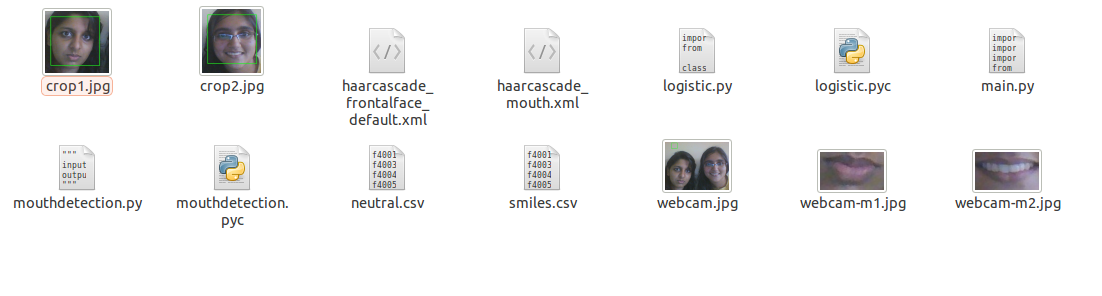 crop1.jpg
crop2.jpg
haarcascade_
frontalface_
default.xml
haarcascade_
mouth.xml
logistic.py
logistic.pyc
main.py
impor
from
class
impor
impor
impor
from
mouthdetection.py
mouthdetection.
pyc
neutral.csv
smiles.csv
webcam.jpg
webcam-m1.jpg
webcam-m2.jpg
"""
input
outpu
"""
f4001
f4003
f4004
f4005
f4001
f4003
f4004
f4005